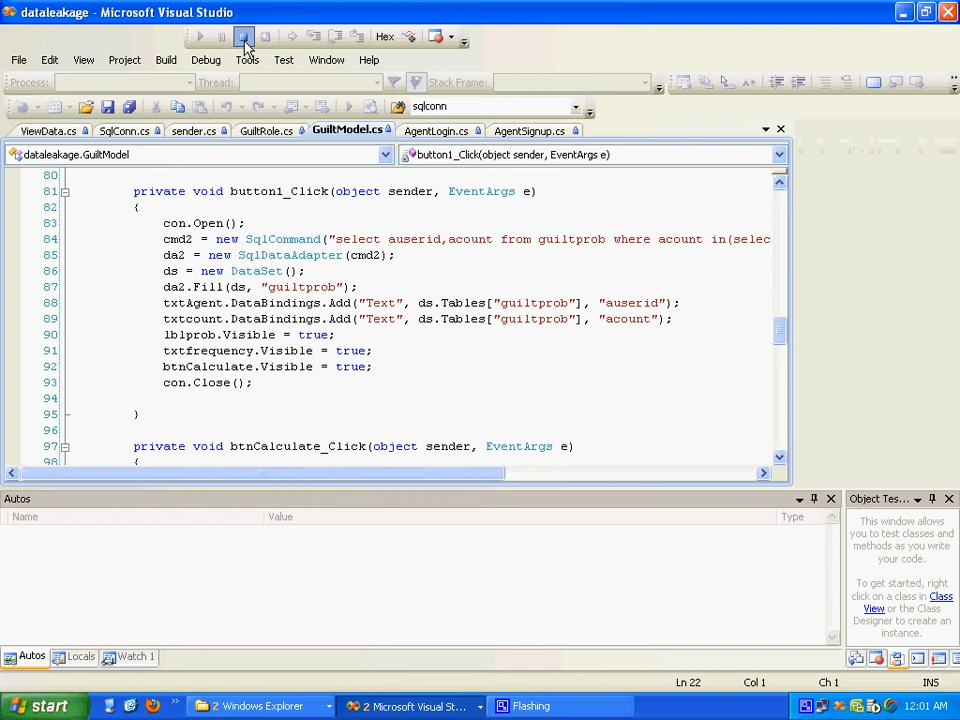 dataleakage - Microsoft Visual Studio
Hex
File Edit View Project Build Debug Tools Test Window Help
Process: Thread: Stack Frame:
sqlconn
ViewData.cs SqlConn.cs sender.cs GuiltRole.cs GuiltModel.cs AgentLogin.cs AgentSignup.cs
dataleakage.GuiltModel button1_Click(object sender, EventArgs e)
80
81 private void button1_Click(object sender, EventArgs e)
82 {
83 con.Open();
84 cmd2 = new SqlCommand("select auserid,acount from guiltprob where acount in(selec
85 da2 = new SqlDataAdapter(cmd2);
86 ds = new DataSet();
87 da2.Fill(ds, "guiltprob");
88 txtAgent.DataBindings.Add("Text", ds.Tables["guiltprob"], "auserid");
89 txtcount.DataBindings.Add("Text", ds.Tables["guiltprob"], "acount");
90 lblprob.Visible = true;
91 txtfrequency.Visible = true;
92 btnCalculate.Visible = true;
93 con.Close();
94
95 }
96
97 private void btnCalculate_Click(object sender, EventArgs e)
98 {
Autos
Name Value Type
Object Tes...
This window allows
you to test classes and
methods as you write
your code.
To get started, right
click on a class in Class
View or the Class
Designer to create an
instance.
Autos Locals Watch 1
Ln 22 Col 1 Ch 1 INS
start 2 Windows Explorer 2 Microsoft Visual St... Flashing 12:01 AM